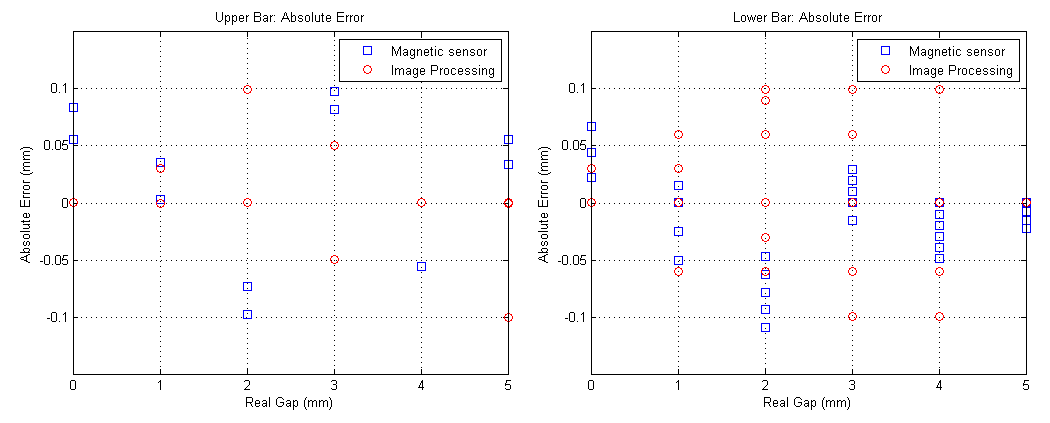 Upper Bar: Absolute Error
Magnetic sensor
Image Processing
0.1
0.05
0
-0.05
-0.1
Absolute Error (mm)
0 1 2 3 4 5
Real Gap (mm)
Lower Bar: Absolute Error
Magnetic sensor
Image Processing
0.1
0.05
0
-0.05
-0.1
Absolute Error (mm)
0 1 2 3 4 5
Real Gap (mm)